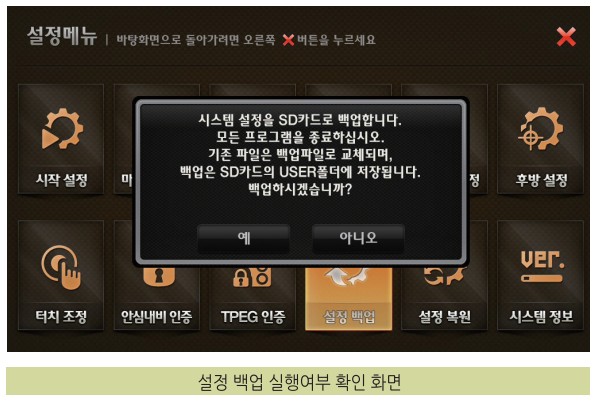 설정메뉴 | 바탕화면으로 돌아가려면 오른쪽 ✕ 버튼을 누르세요
시스템 설정을 SD카드로 백업합니다.
모든 프로그램을 종료하십시오.
기존 파일은 백업파일로 교체되며,
백업은 SD카드의 USER폴더에 저장됩니다.
백업하시겠습니까?
예
아니오
시작 설정
마
정
후방 설정
터치 조정
안심내비 인증
TPEG 인증
설정 백업
설정 복원
ver.
시스템 정보
설정 백업 실행여부 확인 화면